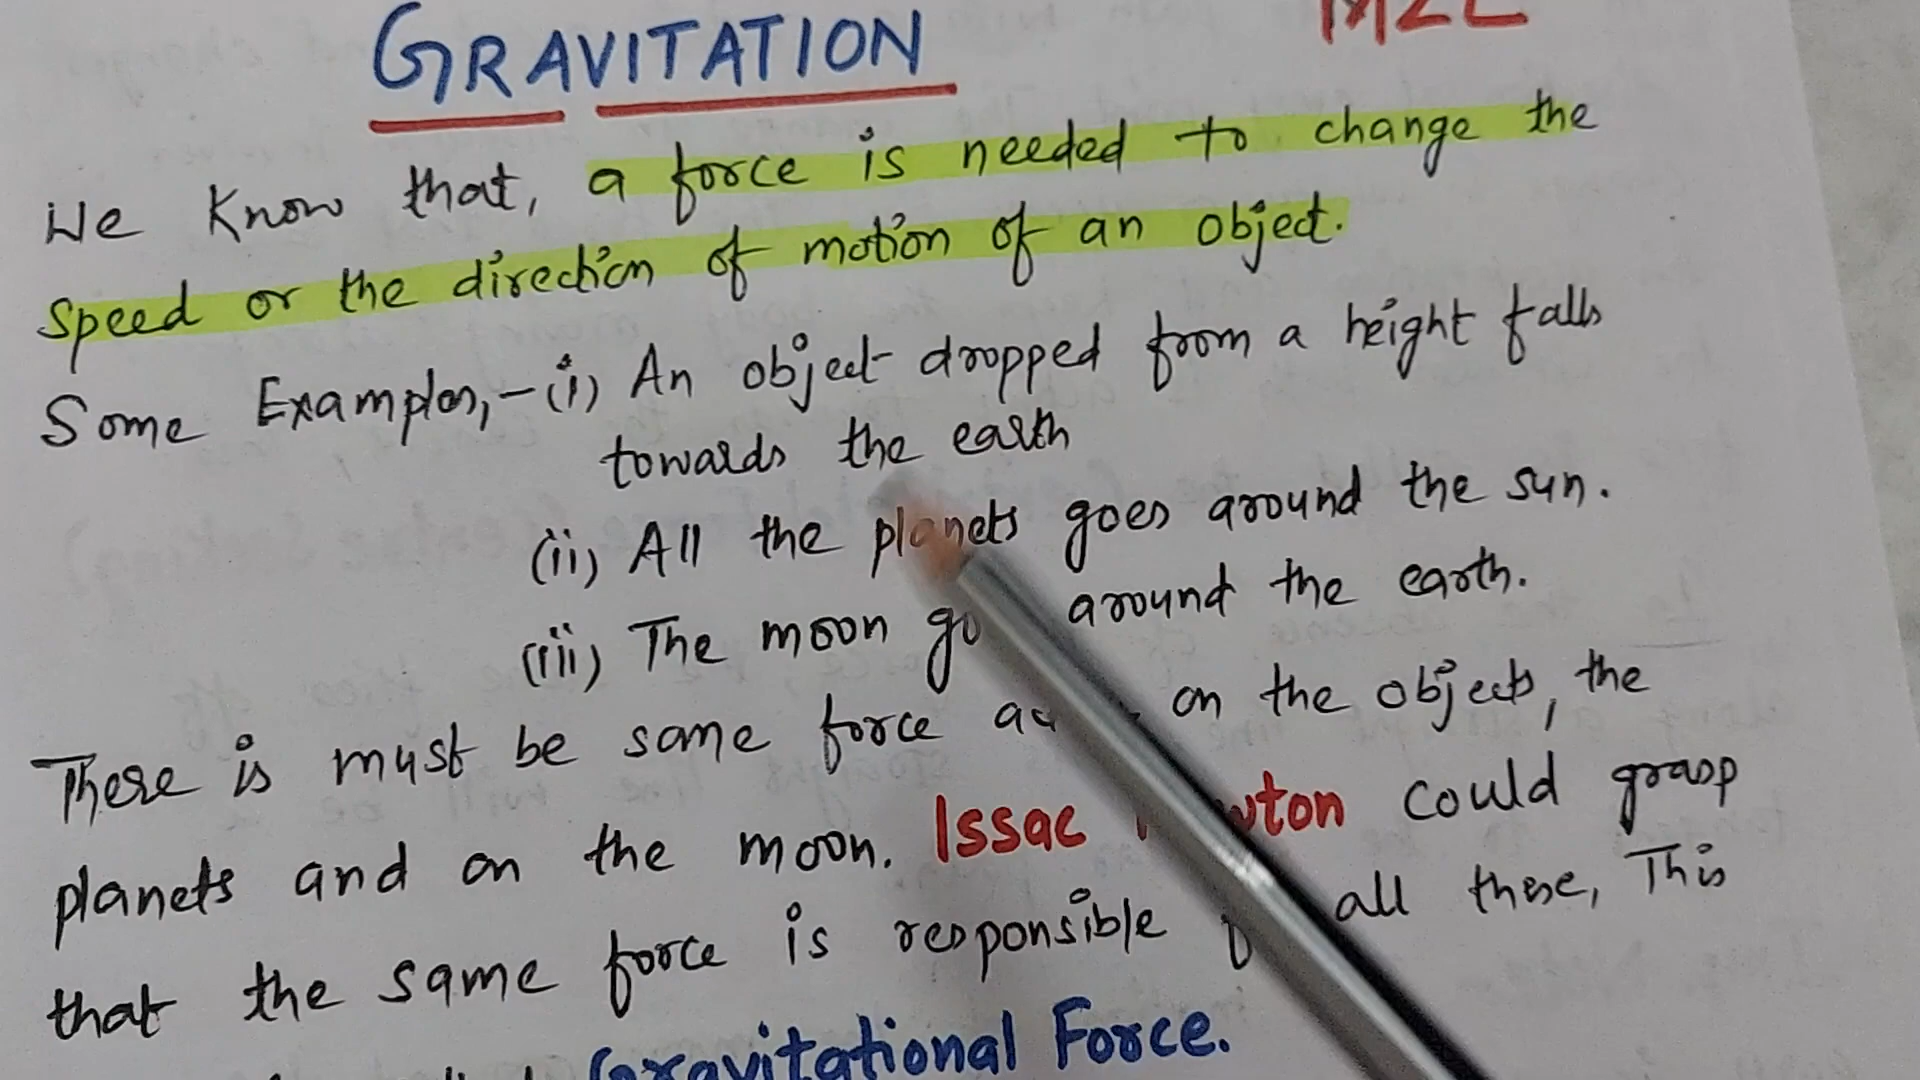 GRAVITATION
We know that, a force is needed to change the
speed or the direction of motion of an object.
Some Examples,- (i) An object dropped from a height falls
towards the earth
(ii) All the planets goes around the sun.
(iii) The moon go around the earth.
There is must be some force on the objects, the
planets and on the moon. Issac could grasp
that the same force is responsible all these, This
Gravitational Force.